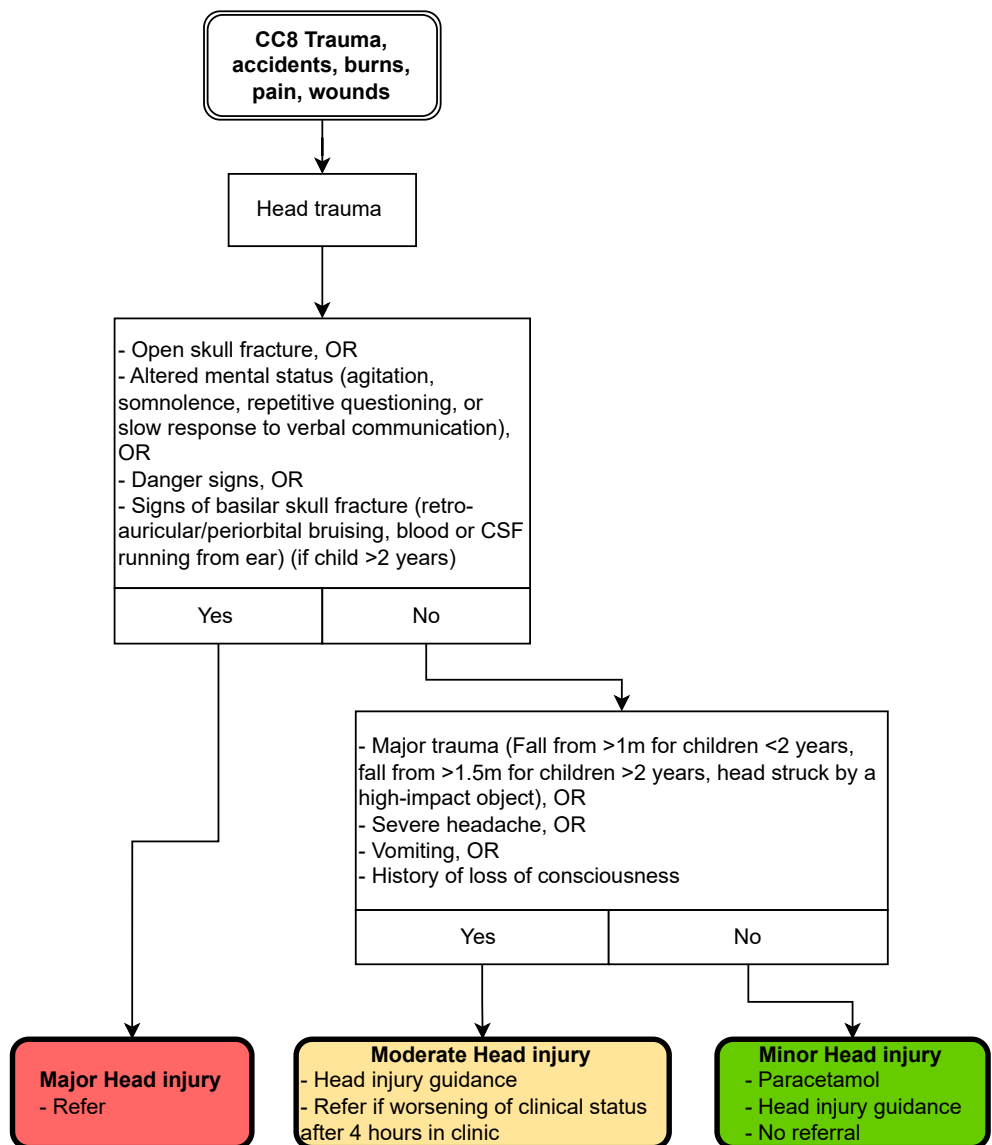 CC8 Trauma,
accidents, burns,
pain, wounds
Head trauma
- Open skull fracture, OR
- Altered mental status (agitation,
somnolence, repetitive questioning, or
slow response to verbal communication),
OR
- Danger signs, OR
- Signs of basilar skull fracture (retro-
auricular/periorbital bruising, blood or CSF
running from ear) (if child >2 years)
Yes
No
- Major trauma (Fall from >1m for children <2 years,
fall from >1.5m for children >2 years, head struck by a
high-impact object), OR
- Severe headache, OR
- Vomiting, OR
- History of loss of consciousness
Yes
No
Major Head injury
- Refer
Moderate Head injury
- Head injury guidance
- Refer if worsening of clinical status
after 4 hours in clinic
Minor Head injury
- Paracetamol
- Head injury guidance
- No referral